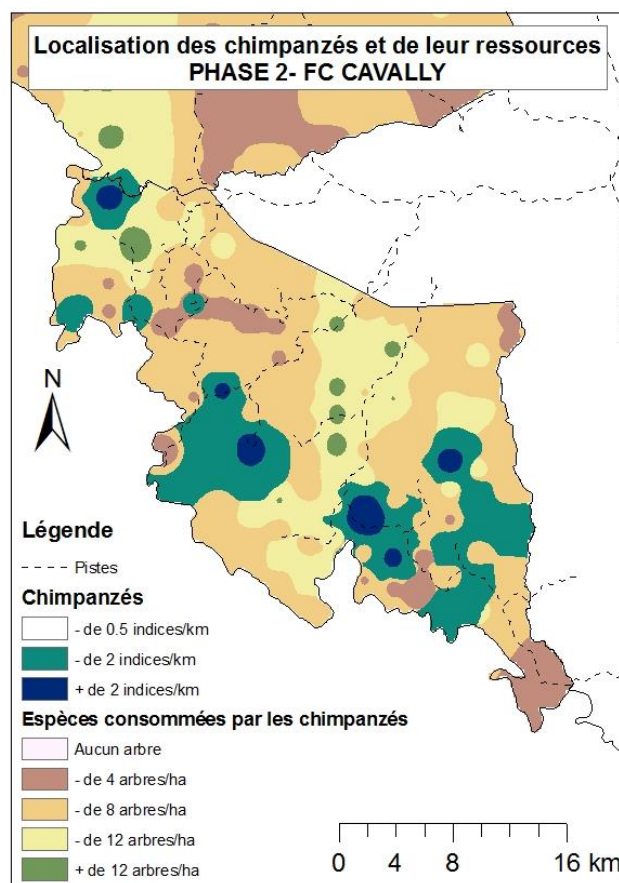 Localisation des chimpanzés et de leur ressources
PHASE 2- FC CAVALLY
N
Légende
Pistes
Chimpanzés
- de 0.5 indices/km
- de 2 indices/km
+ de 2 indices/km
Espèces consommées par les chimpanzés
Aucun arbre
- de 4 arbres/ha
- de 8 arbres/ha
- de 12 arbres/ha
+ de 12 arbres/ha
0 4 8 16 km